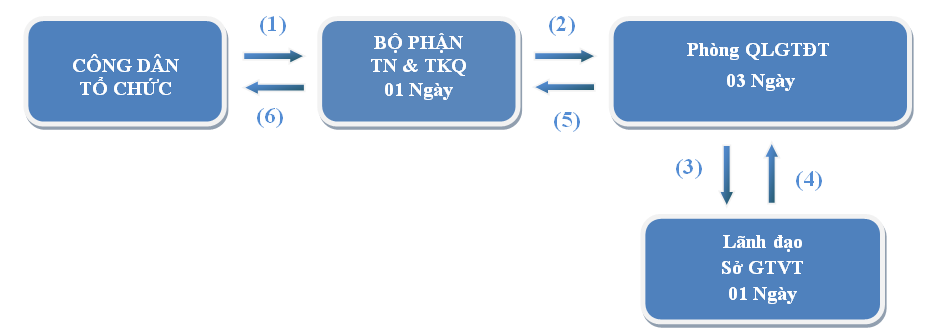 (1)
(2)
CÔNG DÂN
TỔ CHỨC
BỘ PHẬN
TN & TKQ
01 Ngày
Phòng QLGTĐT
03 Ngày
(6)
(5)
(3)
(4)
Lãnh đạo
Sở GTVT
01 Ngày